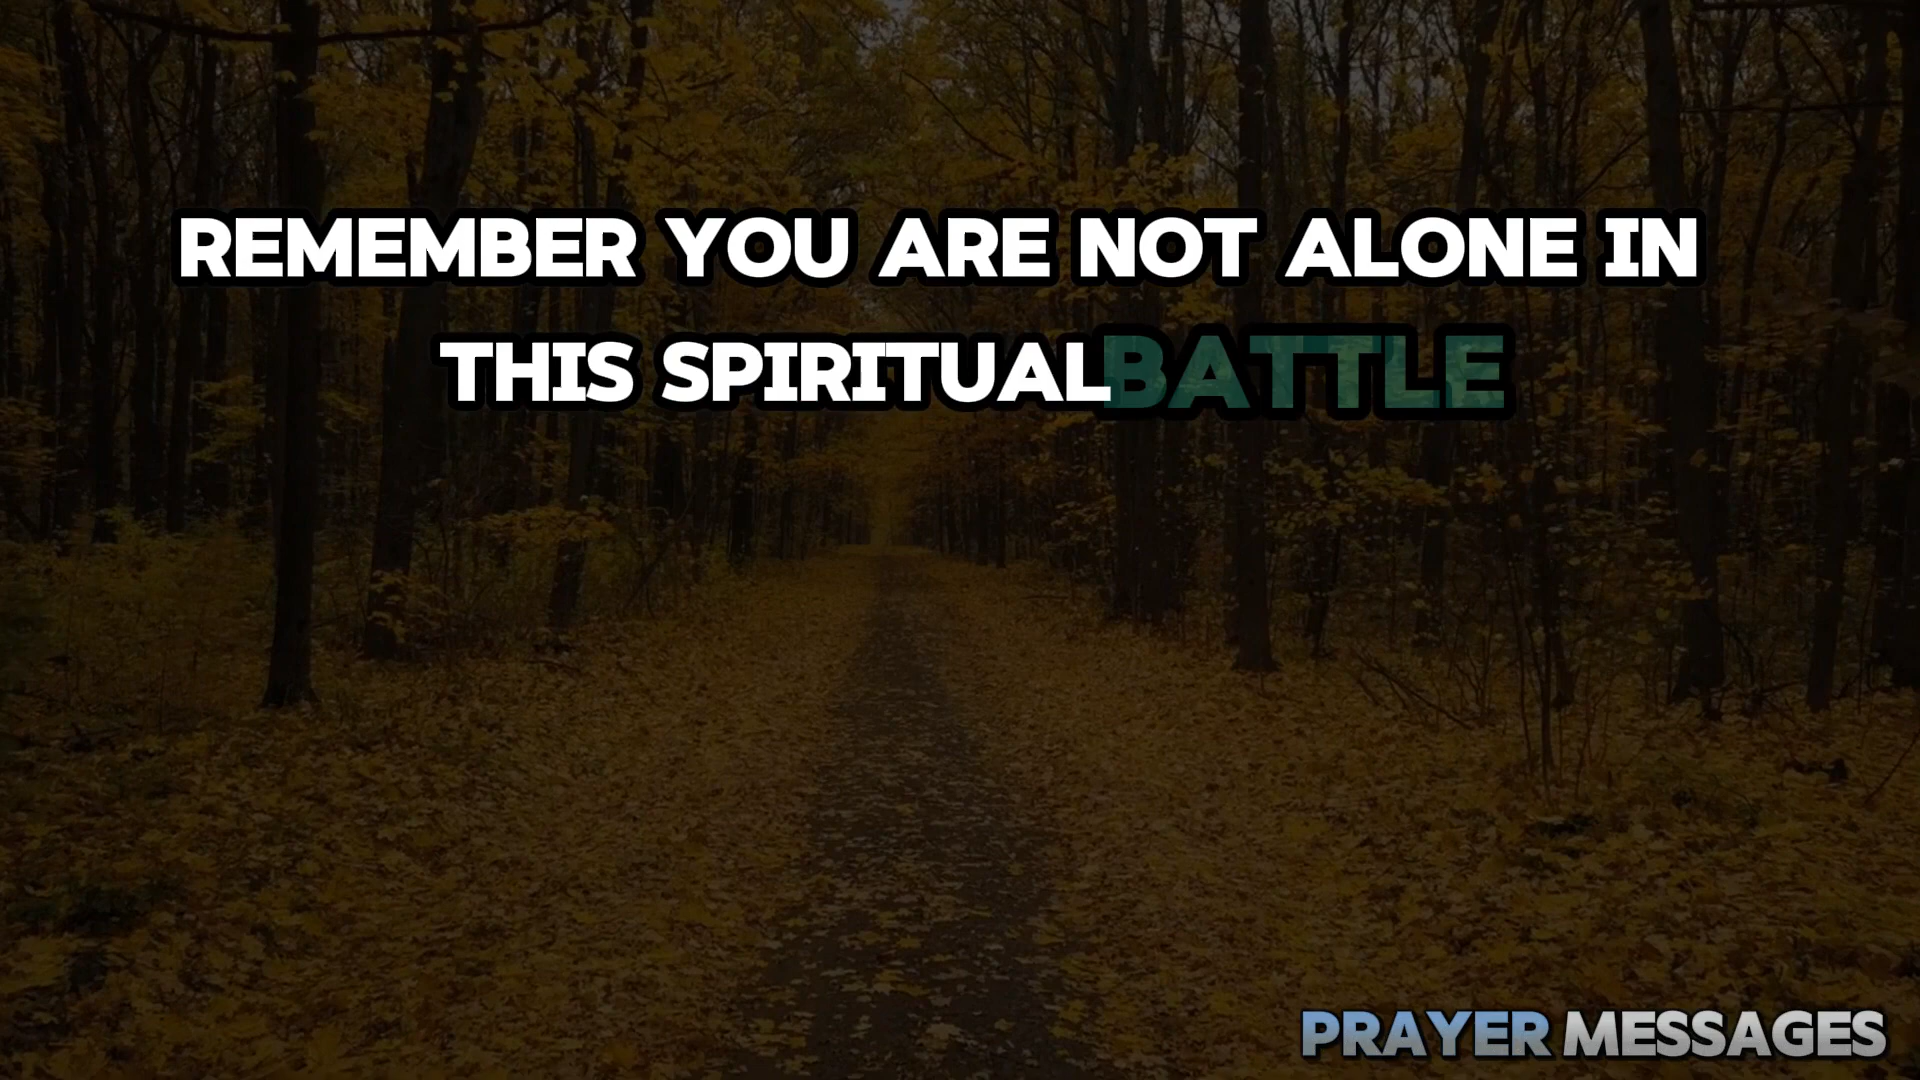 REMEMBER YOU ARE NOT ALONE IN
THIS SPIRITUAL BATTLE
PRAYER MESSAGES